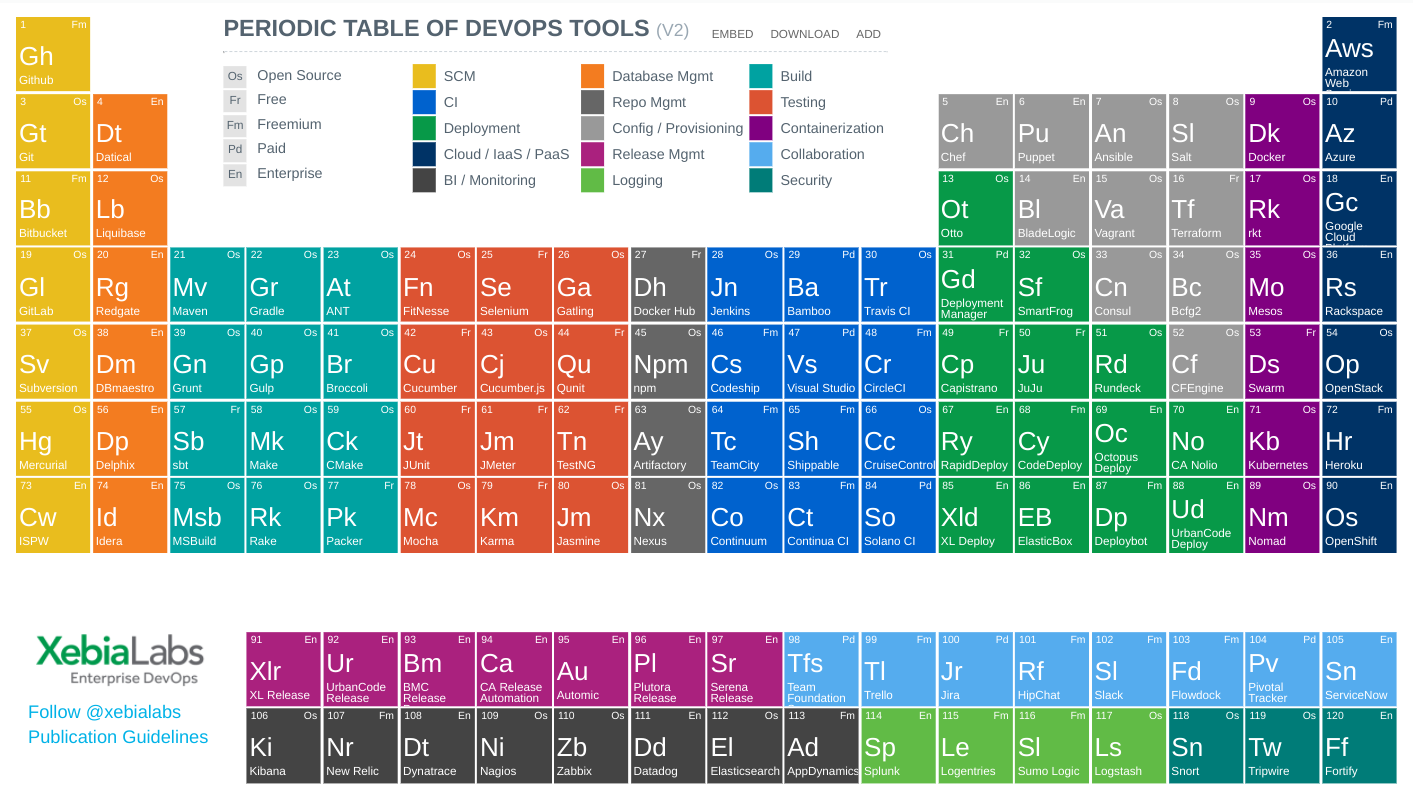 PERIODIC TABLE OF DEVOPS TOOLS (V2) EMBED DOWNLOAD ADD
Os Open Source
Fr Free
Fm Freemium
Pd Paid
En Enterprise
SCM
CI
Deployment
Cloud / IaaS / PaaS
BI / Monitoring
Database Mgmt
Repo Mgmt
Config / Provisioning
Release Mgmt
Logging
Build
Testing
Containerization
Collaboration
Security
1 Fm
Gh
Github
2 Fm
Aws
Amazon
Web
3 Os
Gt
Git
4 En
Dt
Datical
5 En
Ch
Chef
6 En
Pu
Puppet
7 Os
An
Ansible
8 Os
Sl
Salt
9 Os
Dk
Docker
10 Pd
Az
Azure
11 Fm
Bb
Bitbucket
12 Os
Lb
Liquibase
13 Os
Ot
Otto
14 En
Bl
BladeLogic
15 Os
Va
Vagrant
16 Fr
Tf
Terraform
17 Os
Rk
rkt
18 En
Gc
Google
Cloud
19 Os
Gl
GitLab
20 En
Rg
Redgate
21 Os
Mv
Maven
22 Os
Gr
Gradle
23 Os
At
ANT
24 Os
Fn
FitNesse
25 Fr
Se
Selenium
26 Os
Ga
Gatling
27 Fr
Dh
Docker Hub
28 Os
Jn
Jenkins
29 Pd
Ba
Bamboo
30 Os
Tr
Travis CI
31 Pd
Gd
Deployment
Manager
32 Os
Sf
SmartFrog
33 Os
Cn
Consul
34 Os
Bc
Bcfg2
35 Os
Mo
Mesos
36 En
Rs
Rackspace
37 Os
Sv
Subversion
38 En
Dm
DBmaestro
39 Os
Gn
Grunt
40 Os
Gp
Gulp
41 Os
Br
Broccoli
42 Fr
Cu
Cucumber
43 Os
Cj
Cucumber.js
44 Fr
Qu
Qunit
45 Os
Npm
npm
46 Fm
Cs
Codeship
47 Pd
Vs
Visual Studio
48 Fm
Cr
CircleCI
49 Fr
Cp
Capistrano
50 Fr
Ju
JuJu
51 Os
Rd
Rundeck
52 Os
Cf
CFEngine
53 Fr
Ds
Swarm
54 Os
Op
OpenStack
55 Os
Hg
Mercurial
56 En
Dp
Delphix
57 Fr
Sb
sbt
58 Os
Mk
Make
59 Os
Ck
CMake
60 Fr
Jt
JUnit
61 Fr
Jm
JMeter
62 Fr
Tn
TestNG
63 Os
Ay
Artifactory
64 Fm
Tc
TeamCity
65 Fm
Sh
Shippable
66 Os
Cc
CruiseControl
67 En
Ry
RapidDeploy
68 Fm
Cy
CodeDeploy
69 En
Oc
Octopus
Deploy
70 En
No
CA Nolio
71 Os
Kb
Kubernetes
72 Fm
Hr
Heroku
73 En
Cw
ISPW
74 En
Id
Idera
75 Os
Msb
MSBuild
76 Os
Rk
Rake
77 Fr
Pk
Packer
78 Os
Mc
Mocha
79 Fr
Km
Karma
80 Os
Jm
Jasmine
81 Os
Nx
Nexus
82 Os
Co
Continuum
83 Fm
Ct
Continua CI
84 Pd
So
Solano CI
85 En
Xld
XL Deploy
86 En
EB
ElasticBox
87 Fm
Dp
Deploybot
88 En
Ud
UrbanCode
Deploy
89 Os
Nm
Nomad
90 En
Os
OpenShift
XebiaLabs
Enterprise DevOps
Follow @xebialabs
Publication Guidelines
91 En
Xlr
XL Release
92 En
Ur
UrbanCode
Release
93 En
Bm
BMC
Release
94 En
Ca
CA Release
Automation
95 En
Au
Automic
96 En
Pl
Plutora
Release
97 En
Sr
Serena
Release
98 Pd
Tfs
Team
Foundation
99 Fm
Tl
Trello
100 Pd
Jr
Jira
101 Fm
Rf
HipChat
102 Fm
Sl
Slack
103 Fm
Fd
Flowdock
104 Pd
Pv
Pivotal
Tracker
105 En
Sn
ServiceNow
106 Os
Ki
Kibana
107 Fm
Nr
New Relic
108 En
Dt
Dynatrace
109 Os
Ni
Nagios
110 Os
Zb
Zabbix
111 En
Dd
Datadog
112 Os
El
Elasticsearch
113 Fm
Ad
AppDynamics
114 En
Sp
Splunk
115 Fm
Le
Logentries
116 Fm
Sl
Sumo Logic
117 Os
Ls
Logstash
118 Os
Sn
Snort
119 Os
Tw
Tripwire
120 En
Ff
Fortify